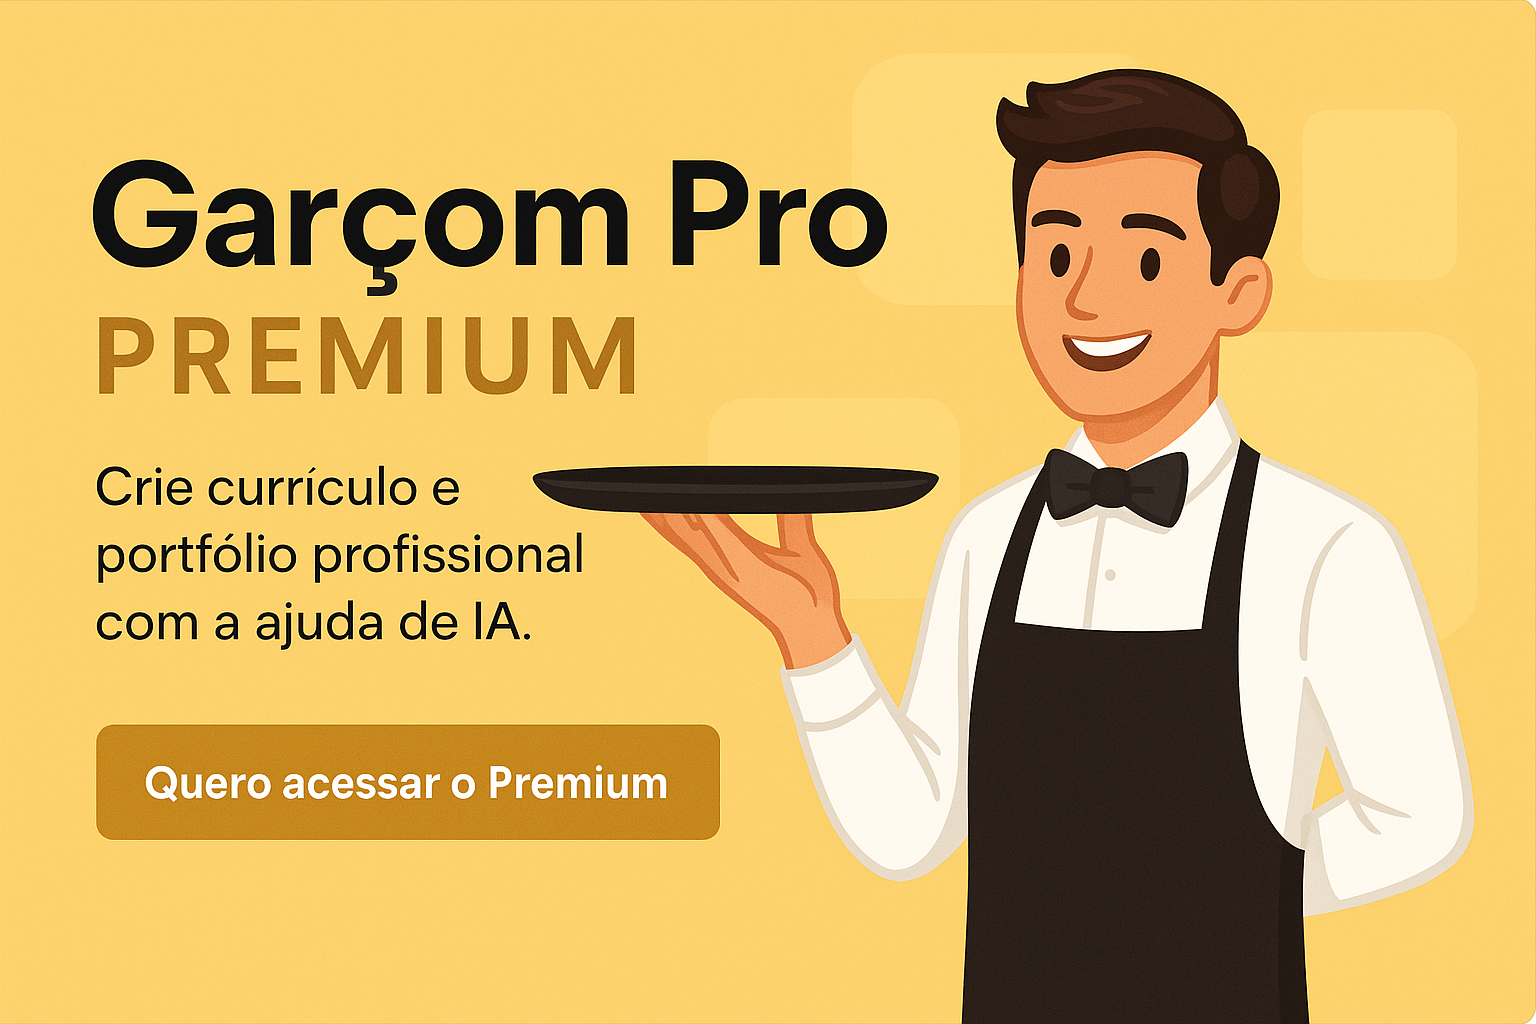 Garçom Pro
PREMIUM
Crie currículo e
portfólio profissional
com a ajuda de IA.
Quero acessar o Premium